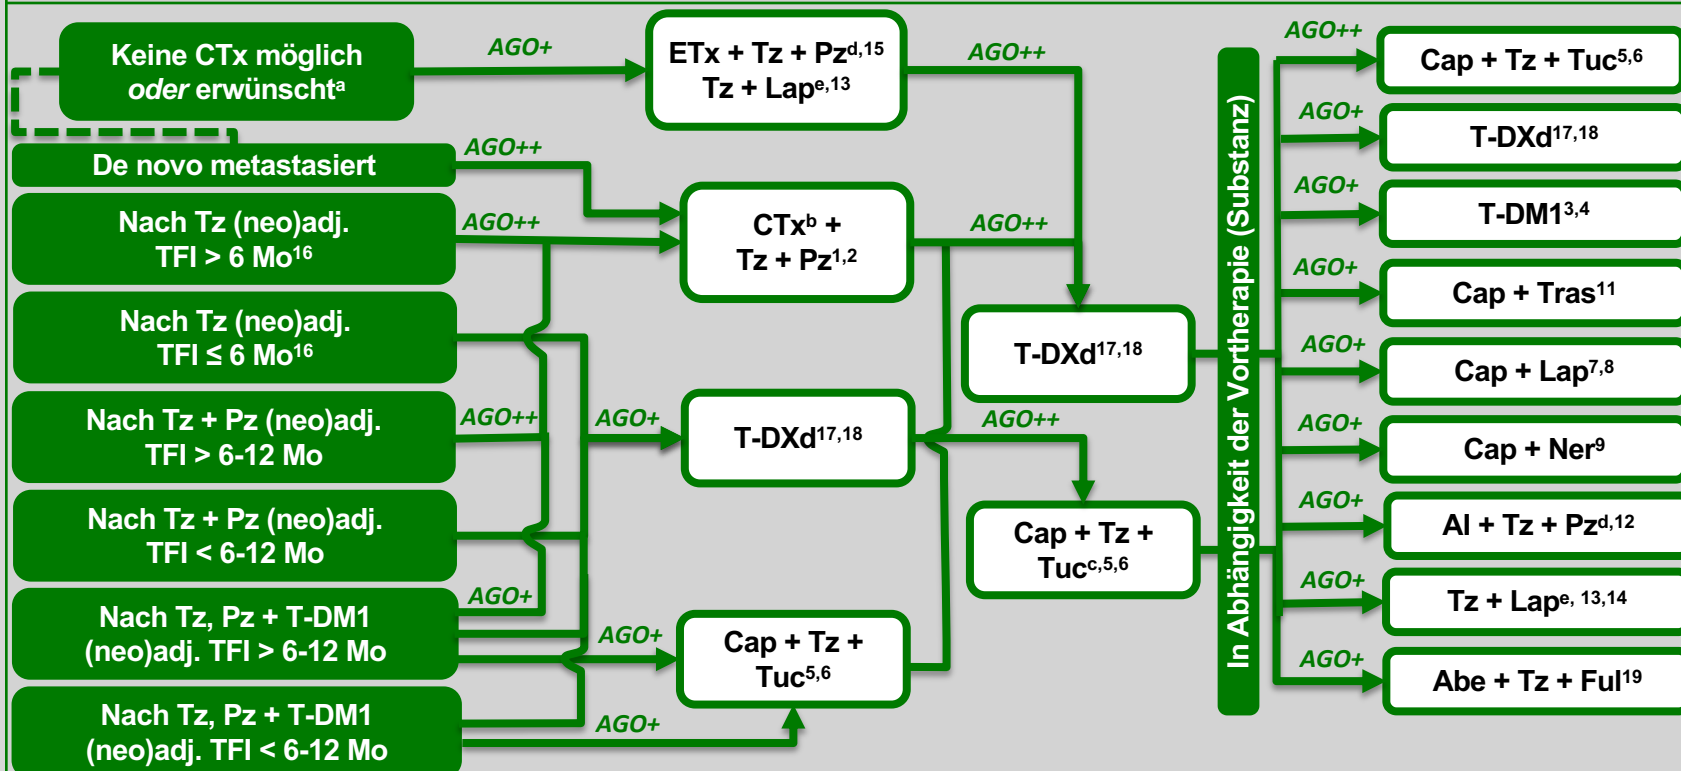 Keine CTx möglich
oder erwünschtᵃ
AGO+
ETx + Tz + Pzᵈ,¹⁵
Tz + Lapᵉ,¹³
AGO++
De novo metastasiert
AGO++
Nach Tz (neo)adj.
TFI > 6 Mo¹⁶
AGO++
CTxᵇ +
Tz + Pz¹,²
AGO++
Nach Tz (neo)adj.
TFI ≤ 6 Mo¹⁶
T-DXd¹⁷,¹⁸
Nach Tz + Pz (neo)adj.
TFI > 6-12 Mo
AGO++
AGO+
T-DXd¹⁷,¹⁸
AGO++
Nach Tz + Pz (neo)adj.
TFI < 6-12 Mo
Cap + Tz +
Tucᶜ,⁵,⁶
Nach Tz, Pz + T-DM1
(neo)adj. TFI > 6-12 Mo
AGO+
AGO+
Cap + Tz +
Tuc⁵,⁶
Nach Tz, Pz + T-DM1
(neo)adj. TFI < 6-12 Mo
AGO+
In Abhängigkeit der Vortherapie (Substanz)
AGO++
Cap + Tz + Tuc⁵,⁶
AGO+
T-DXd¹⁷,¹⁸
AGO+
T-DM1³,⁴
AGO+
Cap + Tras¹¹
AGO+
Cap + Lap⁷,⁸
AGO+
Cap + Ner⁹
AGO+
AI + Tz + Pzᵈ,¹²
AGO+
Tz + Lapᵉ, ¹³,¹⁴
AGO+
Abe + Tz + Ful¹⁹